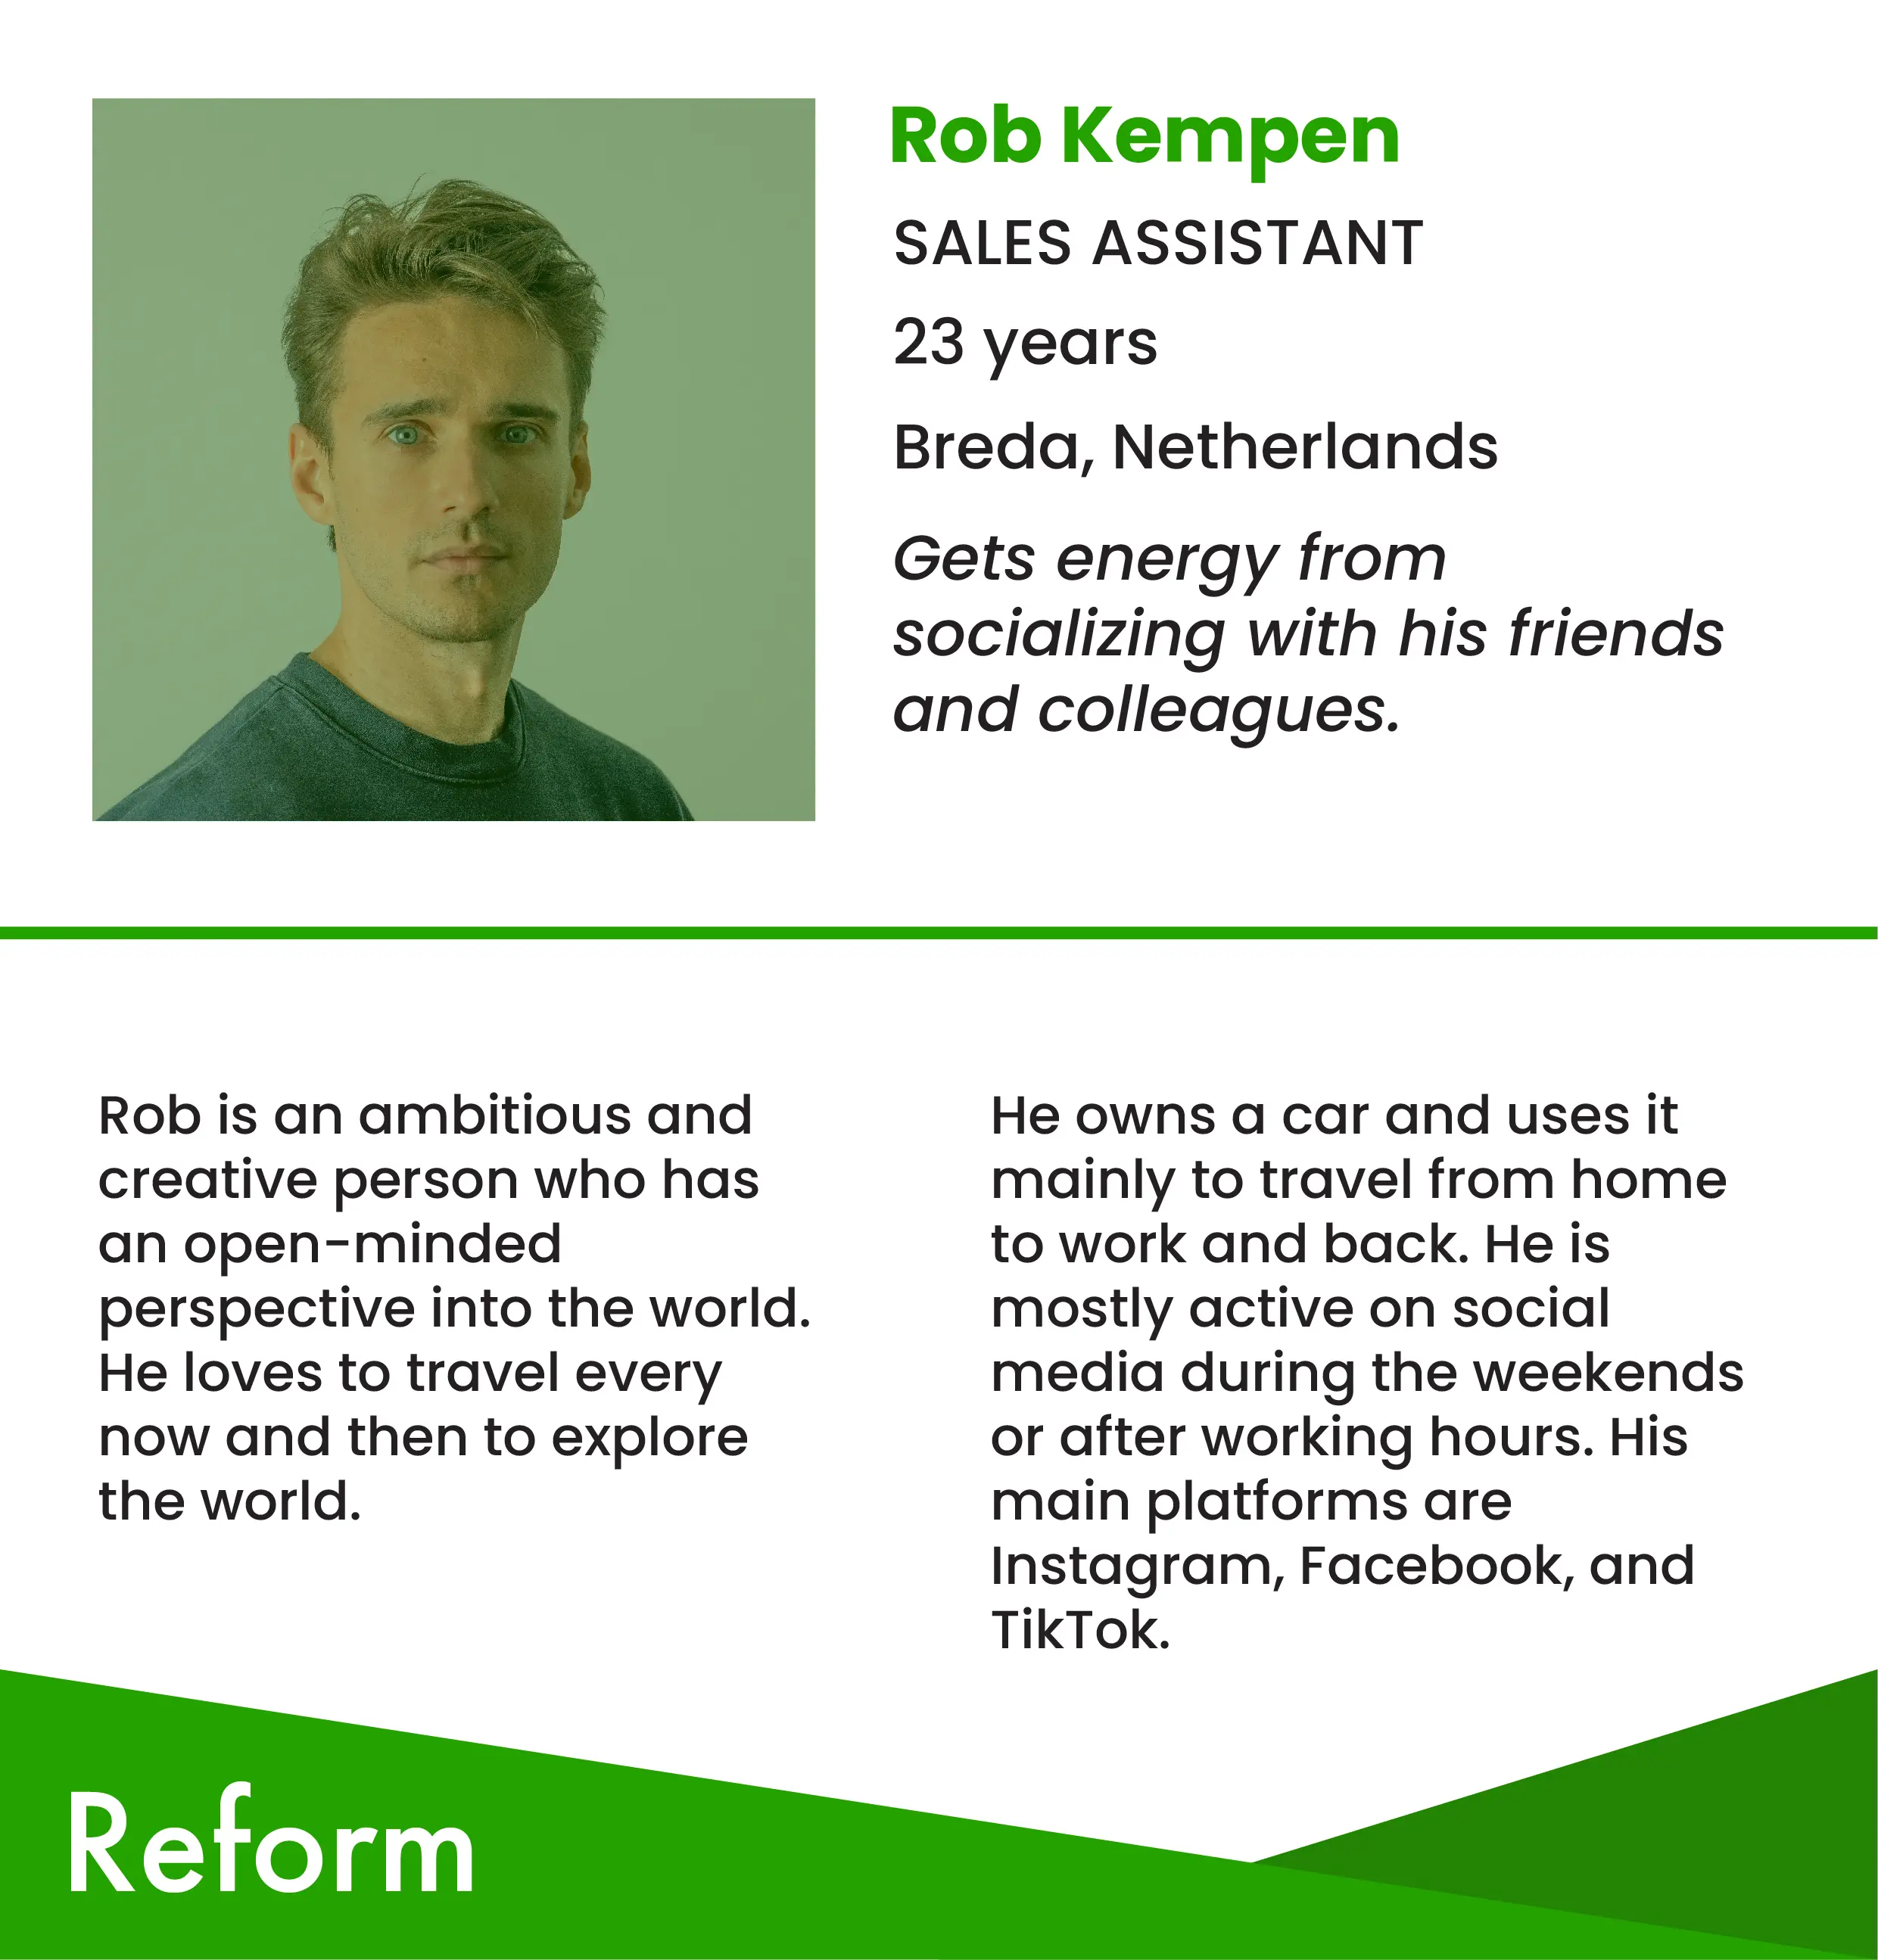 Rob Kempen
SALES ASSISTANT
23 years
Breda, Netherlands
Gets energy from
socializing with his friends
and colleagues.
Rob is an ambitious and
creative person who has
an open-minded
perspective into the world.
He loves to travel every
now and then to explore
the world.
He owns a car and uses it
mainly to travel from home
to work and back. He is
mostly active on social
media during the weekends
or after working hours. His
main platforms are
Instagram, Facebook, and
TikTok.
Reform